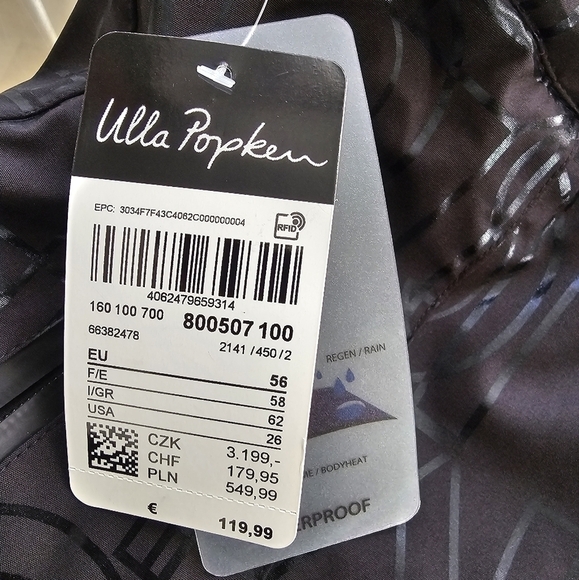 Ulla Popken
EPC: 3034F7F43C4062C000000004
RFID
4062479659314
160 100 700 800507 100
66382478 2141 /450/2
EU 56
F/E 58
I/GR 62
USA 26
CZK 3.199,-
CHF 179,95
PLN 549,99
€ 119,99
REGEN / RAIN
/ BODYHEAT
ERPROOF